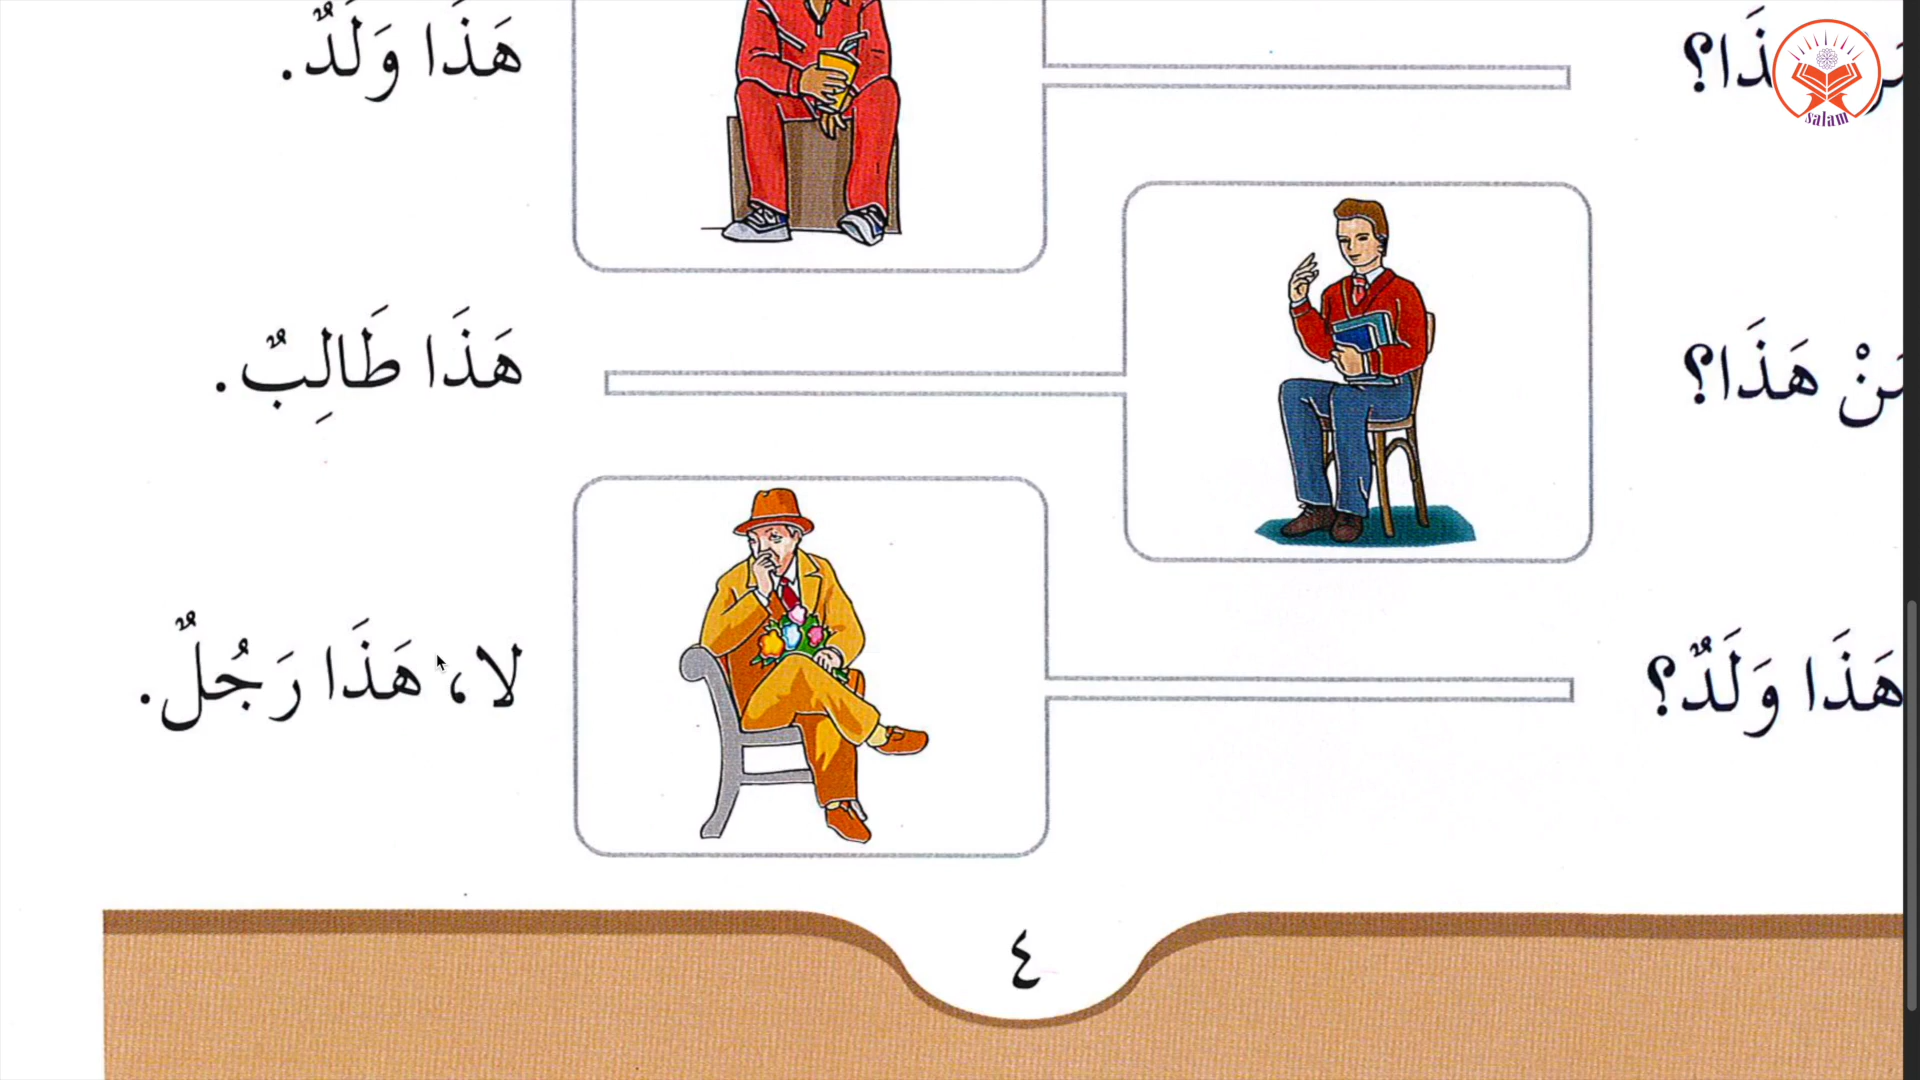 ذَا؟
هَذَا وَلَدٌ.
salam
مَنْ هَذَا؟
هَذَا طَالِبٌ.
هَذَا وَلَدٌ؟
لا، هَذَا رَجُلٌ.
٤